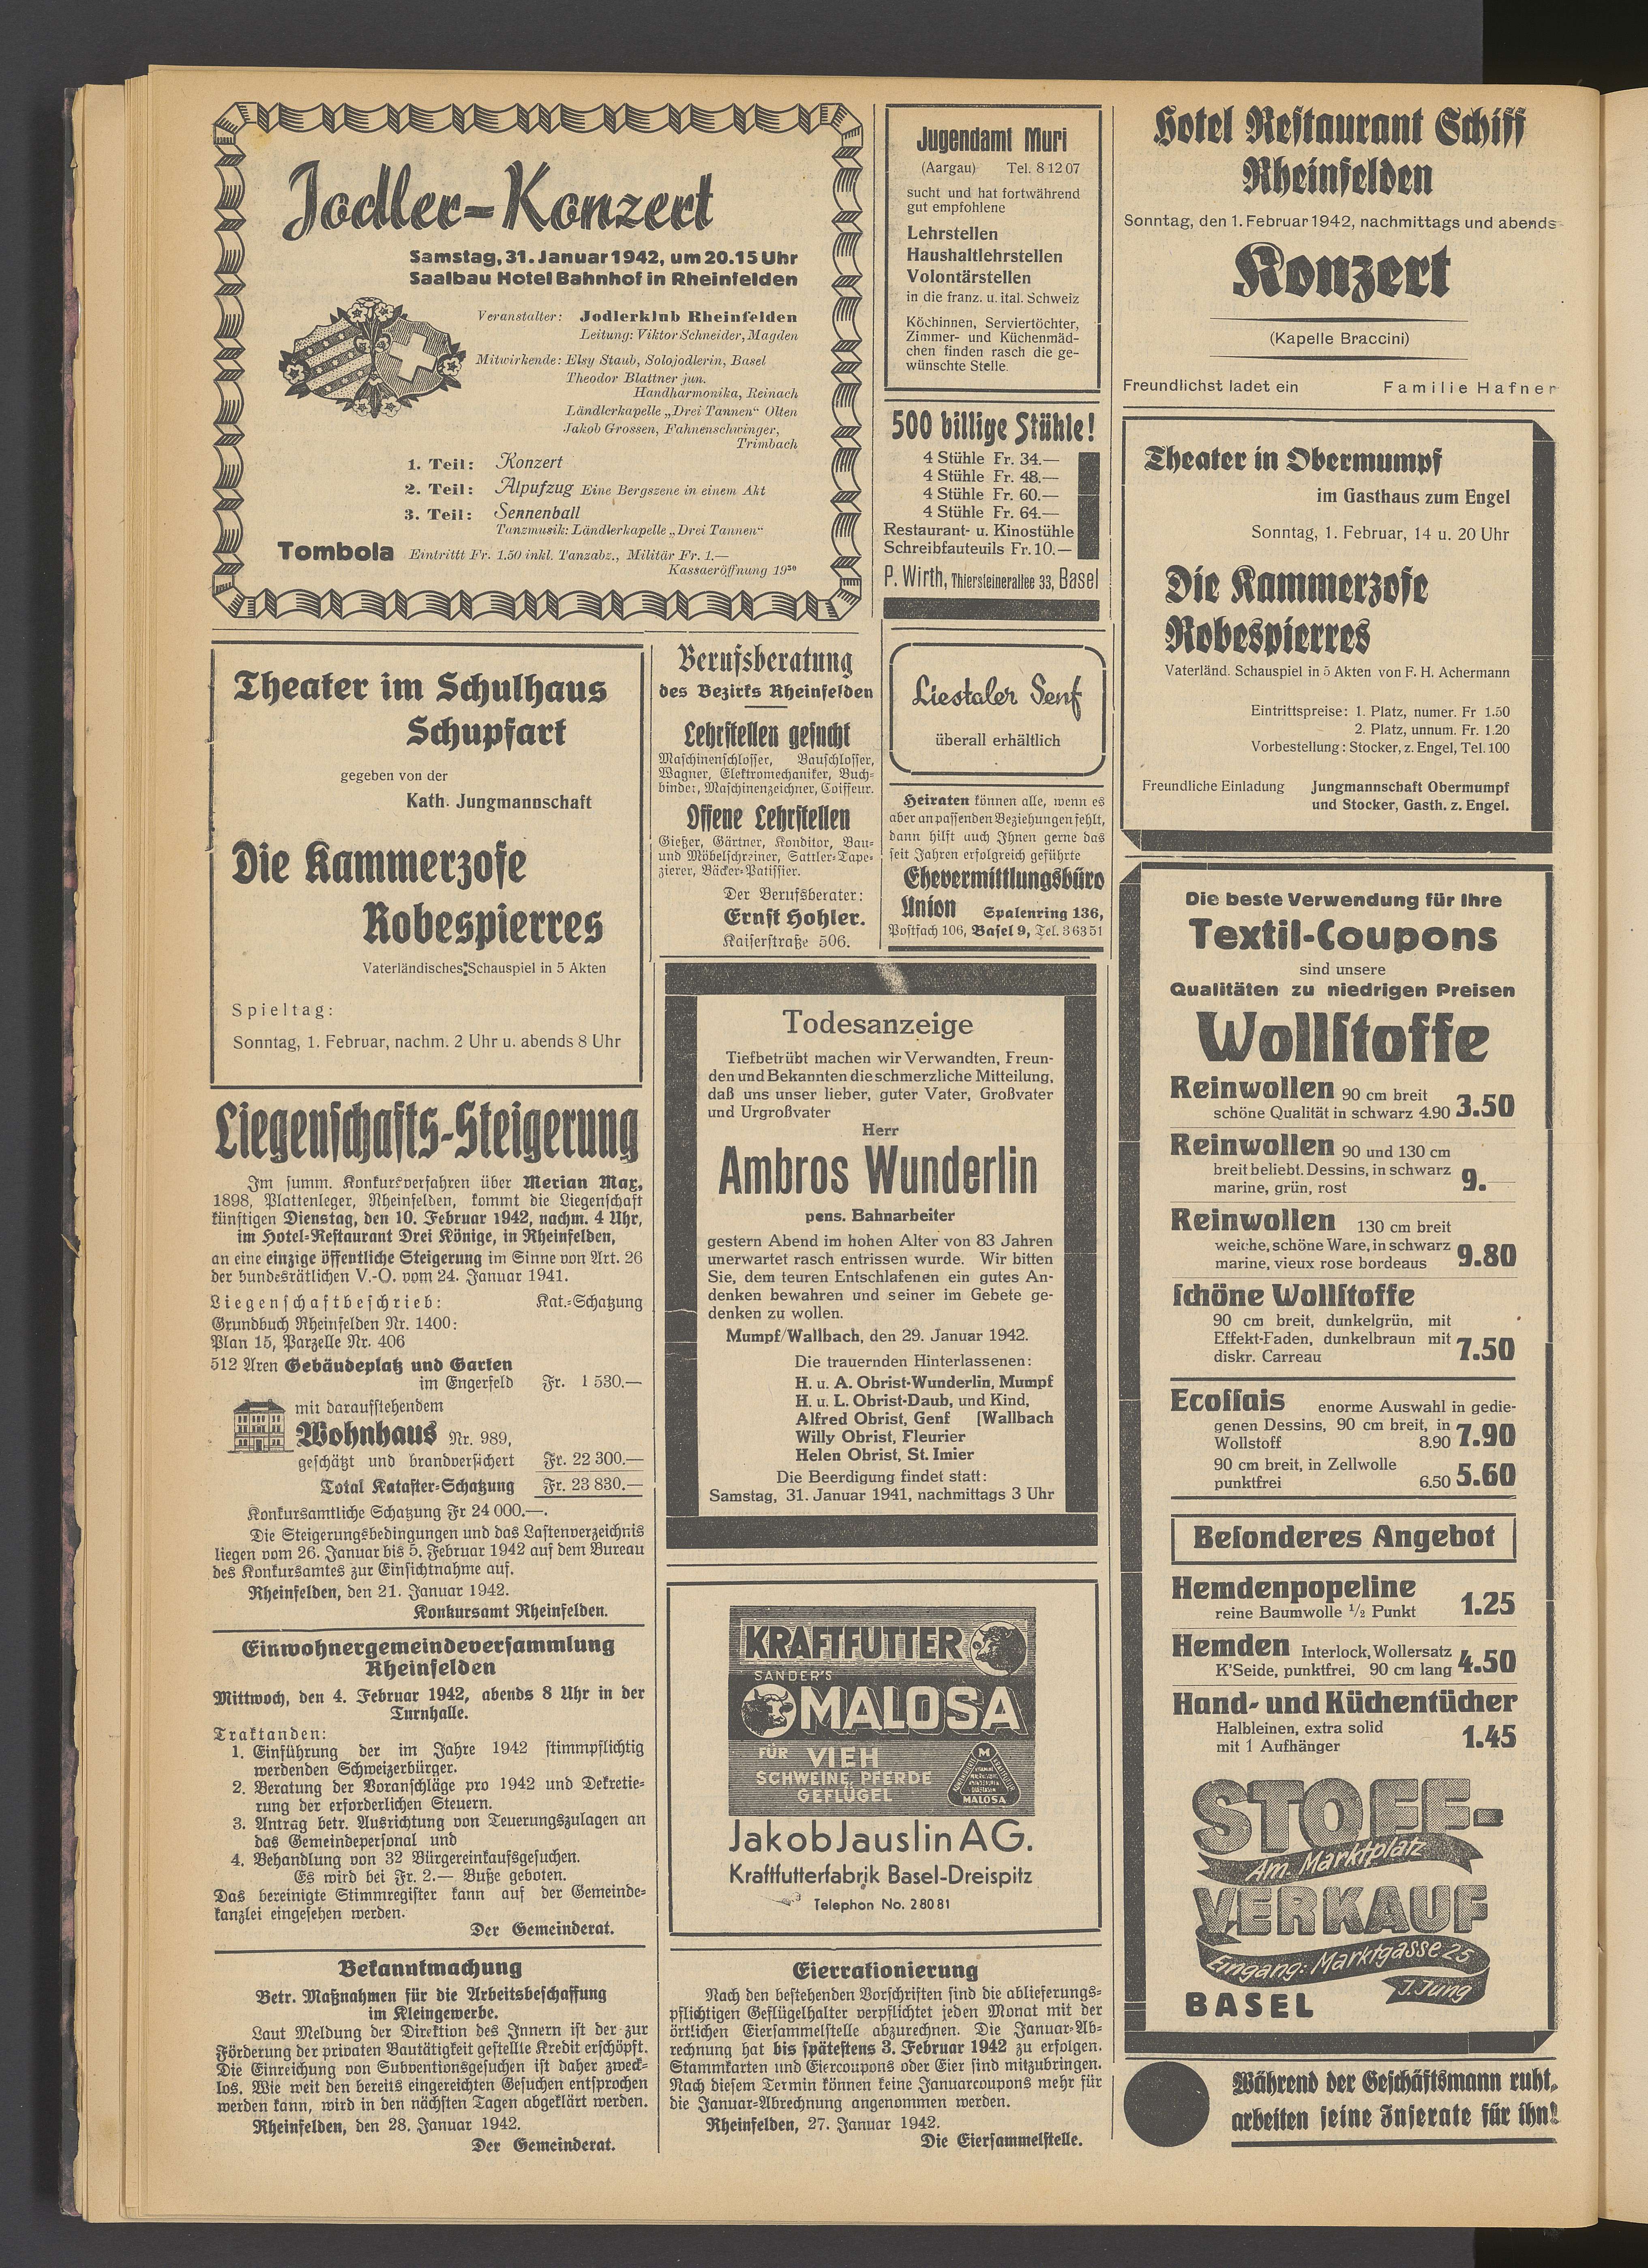 Jodler-Konzert
Samstag, 31. Januar 1942, um 20.15 Uhr
Saalbau Hotel Bahnhof in Rheinfelden
Veranstalter: Jodlerklub Rheinfelden
Leitung: Viktor Schneider, Magden
Mitwirkende: Elsy Staub, Solojodlerin, Basel
Theodor Blattner jun.
Handharmonika, Reinach
Ländlerkapelle „Drei Tannen“ Olten
Jakob Grossen, Fahnenschwinger,
Trimbach
1. Teil: Konzert
2. Teil: Alpufzug Eine Bergszene in einem Akt
3. Teil: Sennenball
Tanzmusik: Ländlerkapelle „Drei Tannen“
Tombola Eintrittt Fr. 1.50 inkl. Tanzabz., Militär Fr. 1.—
Kassaeröffnung 19³⁰
Jugendamt Muri
(Aargau) Tel. 8 12 07
sucht und hat fortwährend
gut empfohlene
Lehrstellen
Haushaltlehrstellen
Volontärstellen
in die franz. u. ital. Schweiz
Köchinnen, Serviertöchter,
Zimmer- und Küchenmäd-
chen finden rasch die ge-
wünschte Stelle.
500 billige Stühle!
4 Stühle Fr. 34.—
4 Stühle Fr. 48.—
4 Stühle Fr. 60.—
4 Stühle Fr. 64.—
Restaurant- u. Kinostühle
Schreibfauteuils Fr. 10.—
P. Wirth, Thiersteinerallee 33, Basel
Hotel Restaurant Schiff
Rheinfelden
Sonntag, den 1. Februar 1942, nachmittags und abends
Konzert
(Kapelle Braccini)
Freundlichst ladet ein Familie Hafner
Theater in Obermumpf
im Gasthaus zum Engel
Sonntag, 1. Februar, 14 u. 20 Uhr
Die Kammerzofe
Robespierres
Vaterländ. Schauspiel in 5 Akten von F. H. Achermann
Eintrittspreise: 1. Platz, numer. Fr 1.50
2. Platz, unnum. Fr. 1.20
Vorbestellung: Stocker, z. Engel, Tel. 100
Freundliche Einladung Jungmannschaft Obermumpf
und Stocker, Gasth. z. Engel.
Theater im Schulhaus
Schupfart
gegeben von der
Kath. Jungmannschaft
Die Kammerzofe
Robespierres
Vaterländisches Schauspiel in 5 Akten
Spieltag:
Sonntag, 1. Februar, nachm. 2 Uhr u. abends 8 Uhr
Berufsberatung
des Bezirks Rheinfelden
Lehrstellen gesucht
Maschinenschlosser, Bauschlosser,
Wagner, Elektromechaniker, Buch-
binder, Maschinenzeichner, Coiffeur.
Offene Lehrstellen
Gießer, Gärtner, Konditor, Bau-
und Möbelschreiner, Sattler-Tape-
zierer, Bäcker-Patissier.
Der Berufsberater:
Ernst Hohler.
Kaiserstraße 506.
Liestaler Senf
überall erhältlich
Heiraten können alle, wenn es
aber an passenden Beziehungen fehlt,
dann hilft auch Ihnen gerne das
seit Jahren erfolgreich geführte
Ehevermittlungsbüro
Union Spalenring 136,
Postfach 106, Basel 9, Tel. 3 63 51
Liegenschafts-Steigerung
Im summ. Konkursverfahren über Merian Max,
1898, Plattenleger, Rheinfelden, kommt die Liegenschaft
künftigen Dienstag, den 10. Februar 1942, nachm. 4 Uhr,
im Hotel-Restaurant Drei Könige, in Rheinfelden,
an eine einzige öffentliche Steigerung im Sinne von Art. 26
der bundesrätlichen V.-O. vom 24. Januar 1941.
Liegenschaftbeschrieb: Kat.-Schatzung
Grundbuch Rheinfelden Nr. 1400:
Plan 15, Parzelle Nr. 406
512 Aren Gebäudeplatz und Garten
im Engerfeld Fr. 1 530.—
mit daraufstehendem
Wohnhaus Nr. 989,
geschätzt und brandversichert Fr. 22 300.—
Total Kataster-Schatzung Fr. 23 830.—
Konkursamtliche Schatzung Fr 24 000.—.
Die Steigerungsbedingungen und das Lastenverzeichnis
liegen vom 26. Januar bis 5. Februar 1942 auf dem Bureau
des Konkursamtes zur Einsichtnahme auf.
Rheinfelden, den 21. Januar 1942.
Konkursamt Rheinfelden.
Einwohnergemeindeversammlung
Rheinfelden
Mittwoch, den 4. Februar 1942, abends 8 Uhr in der
Turnhalle.
Traktanden:
1. Einführung der im Jahre 1942 stimmpflichtig
werdenden Schweizerbürger.
2. Beratung der Voranschläge pro 1942 und Dekretie-
rung der erforderlichen Steuern.
3. Antrag betr. Ausrichtung von Teuerungszulagen an
das Gemeindepersonal und
4. Behandlung von 32 Bürgereinkaufsgesuchen.
Es wird bei Fr. 2.— Buße geboten.
Das bereinigte Stimmregister kann auf der Gemeinde-
kanzlei eingesehen werden.
Der Gemeinderat.
Bekanntmachung
Betr. Maßnahmen für die Arbeitsbeschaffung
im Kleingewerbe.
Laut Meldung der Direktion des Innern ist der zur
Förderung der privaten Bautätigkeit gestellte Kredit erschöpft.
Die Einreichung von Subventionsgesuchen ist daher zweck-
los. Wie weit den bereits eingereichten Gesuchen entsprochen
werden kann, wird in den nächsten Tagen abgeklärt werden.
Rheinfelden, den 28. Januar 1942.
Der Gemeinderat.
Todesanzeige
Tiefbetrübt machen wir Verwandten, Freun-
den und Bekannten die schmerzliche Mitteilung,
daß uns unser lieber, guter Vater, Großvater
und Urgroßvater
Herr
Ambros Wunderlin
pens. Bahnarbeiter
gestern Abend im hohen Alter von 83 Jahren
unerwartet rasch entrissen wurde. Wir bitten
Sie, dem teuren Entschlafenen ein gutes An-
denken bewahren und seiner im Gebete ge-
denken zu wollen.
Mumpf/Wallbach, den 29. Januar 1942.
Die trauernden Hinterlassenen:
H. u. A. Obrist-Wunderlin, Mumpf
H. u. L. Obrist-Daub, und Kind,
Alfred Obrist, Genf [Wallbach
Willy Obrist, Fleurier
Helen Obrist, St. Imier
Die Beerdigung findet statt:
Samstag, 31. Januar 1941, nachmittags 3 Uhr
KRAFTFUTTER
SANDER'S
MALOSA
FÜR VIEH
SCHWEINE, PFERDE
GEFLÜGEL
M
MALOSA
Jakob Jauslin AG.
Kraftfutterfabrik Basel-Dreispitz
Telephon No. 2 80 81
Eierrationierung
Nach den bestehenden Vorschriften sind die ablieferungs-
pflichtigen Geflügelhalter verpflichtet jeden Monat mit der
örtlichen Eiersammelstelle abzurechnen. Die Januar-Ab-
rechnung hat bis spätestens 3. Februar 1942 zu erfolgen.
Stammkarten und Eiercoupons oder Eier sind mitzubringen.
Nach diesem Termin können keine Januarcoupons mehr für
die Januar-Abrechnung angenommen werden.
Rheinfelden, 27. Januar 1942.
Die Eiersammelstelle.
Die beste Verwendung für Ihre
Textil-Coupons
sind unsere
Qualitäten zu niedrigen Preisen
Wollstoffe
Reinwollen 90 cm breit
schöne Qualität in schwarz 4.90 3.50
Reinwollen 90 und 130 cm
breit beliebt. Dessins, in schwarz
marine, grün, rost 9.—
Reinwollen 130 cm breit
weiche, schöne Ware, in schwarz
marine, vieux rose bordeaus 9.80
schöne Wollstoffe
90 cm breit, dunkelgrün, mit
Effekt-Faden, dunkelbraun mit
diskr. Carreau 7.50
Ecossais enorme Auswahl in gedie-
genen Dessins, 90 cm breit, in
Wollstoff 8.90 7.90
90 cm breit, in Zellwolle
punktfrei 6.50 5.60
Besonderes Angebot
Hemdenpopeline
reine Baumwolle ½ Punkt 1.25
Hemden Interlock, Wollersatz
K'Seide, punktfrei, 90 cm lang 4.50
Hand- und Küchentücher
Halbleinen, extra solid
mit 1 Aufhänger 1.45
STOFF-
Am Marktplatz
VERKAUF
Eingang: Marktgasse 25
J. Jung
BASEL
Während der Geschäftsmann ruht,
arbeiten seine Inserate für ihn!